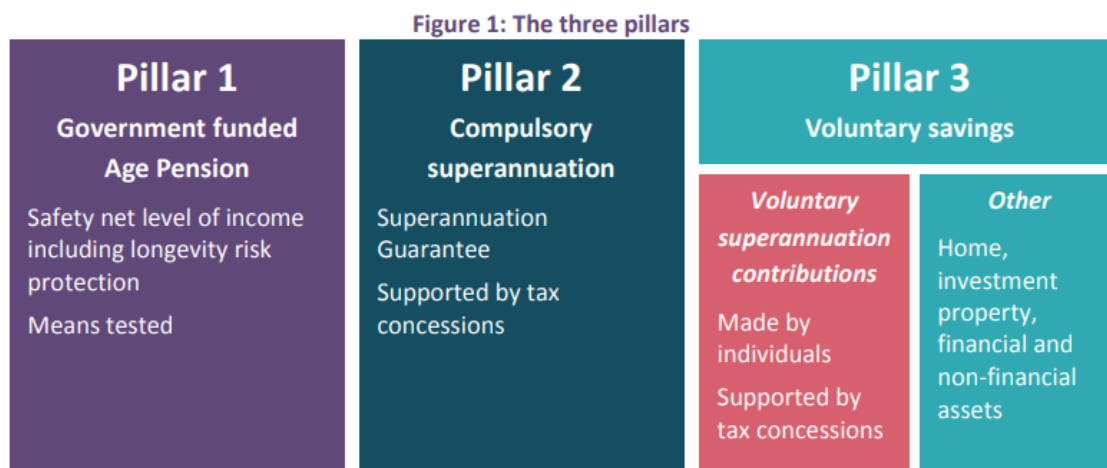 Figure 1: The three pillars
Pillar 1
Government funded
Age Pension
Safety net level of income
including longevity risk
protection
Means tested
Pillar 2
Compulsory
superannuation
Superannuation
Guarantee
Supported by tax
concessions
Pillar 3
Voluntary savings
Voluntary
superannuation
contributions
Made by
individuals
Supported by
tax concessions
Other
Home,
investment
property,
financial and
non-financial
assets